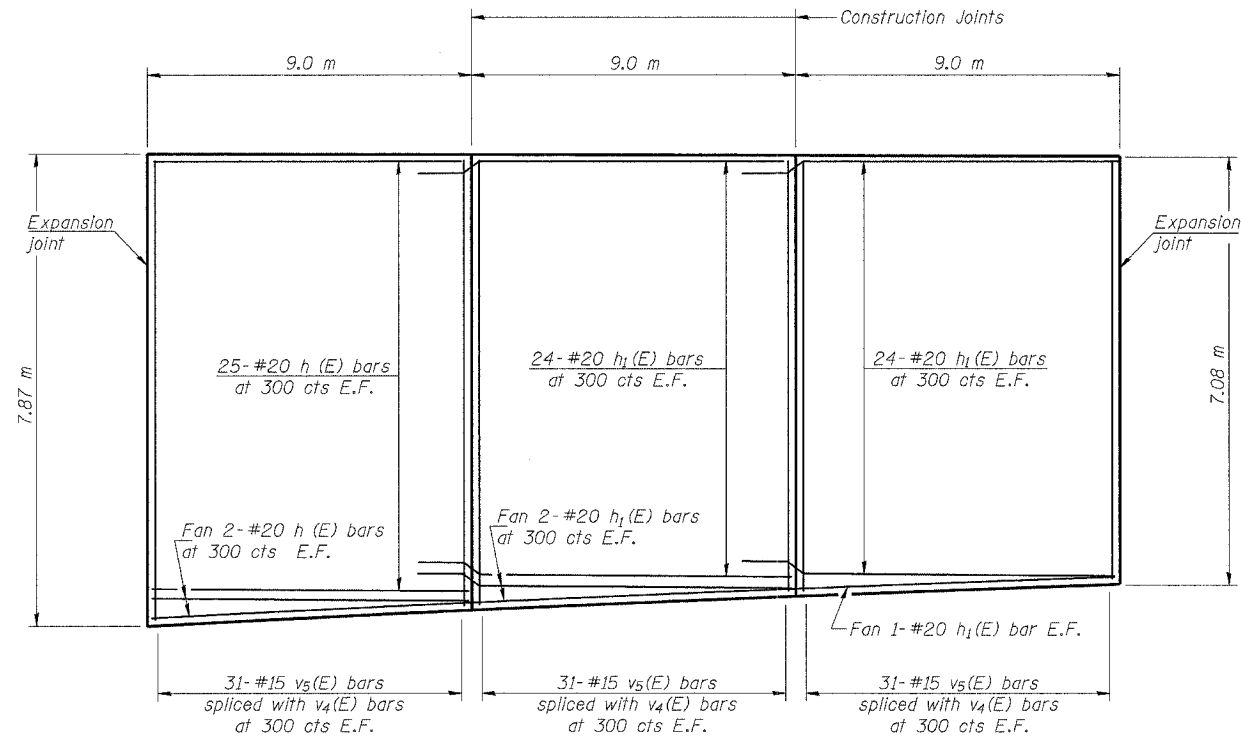 Construction Joints
9.0 m
9.0 m
9.0 m
Expansion
joint
Expansion
joint
7.87 m
7.08 m
25-#20 h (E) bars
at 300 cts E.F.
24-#20 h₁(E) bars
at 300 cts E.F.
24-#20 h₁(E) bars
at 300 cts E.F.
Fan 2-#20 h (E) bars
at 300 cts E.F.
Fan 2-#20 h₁(E) bars
at 300 cts E.F.
Fan 1-#20 h₁(E) bar E.F.
31-#15 v₅(E) bars
spliced with v₄(E) bars
at 300 cts E.F.
31-#15 v₅(E) bars
spliced with v₄(E) bars
at 300 cts E.F.
31-#15 v₅(E) bars
spliced with v₄(E) bars
at 300 cts E.F.